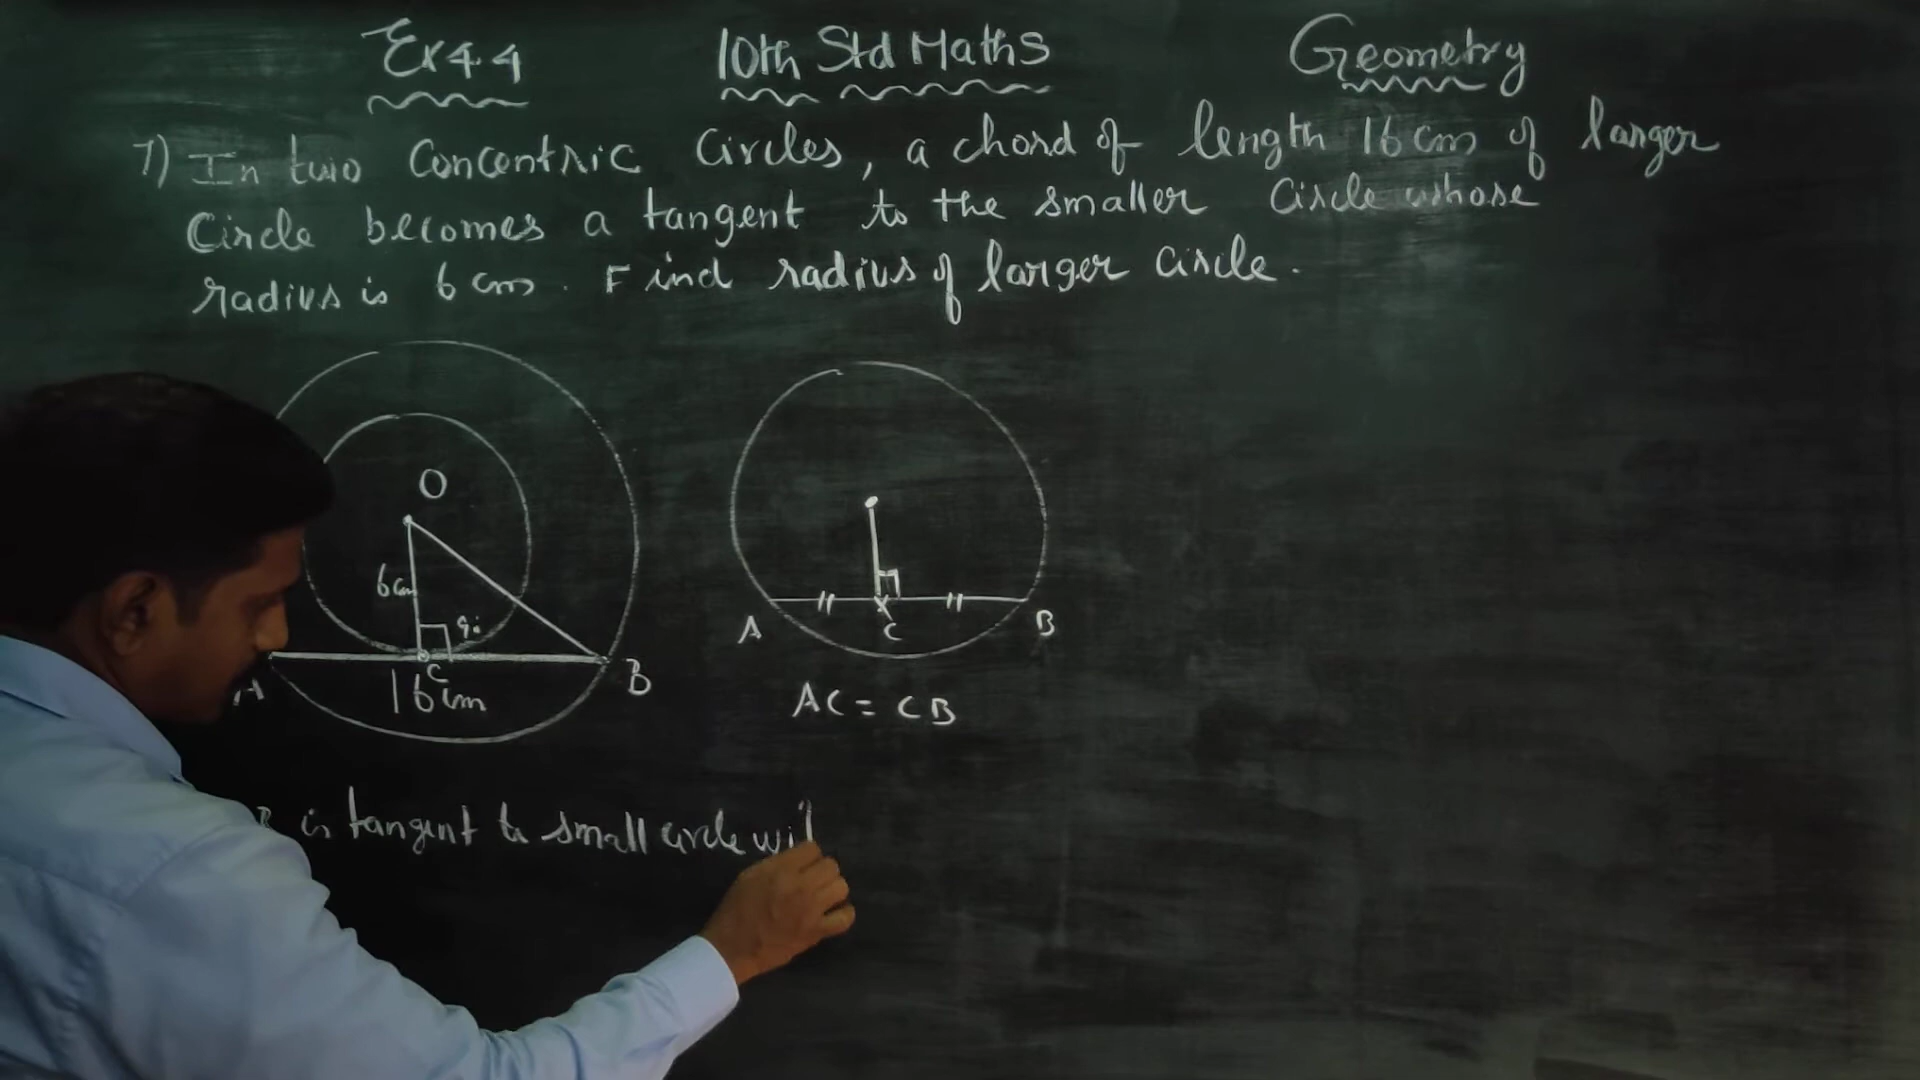 Ex 4.4 10th Std Maths Geometry
7) In two Concentric Circles, a chord of length 16 cm of larger
Circle becomes a tangent to the smaller Circle whose
radius is 6 cm. Find radius of larger circle.
O
6cm
C
A B
16cm
A C B
AC = CB
B is tangent to small circle wi